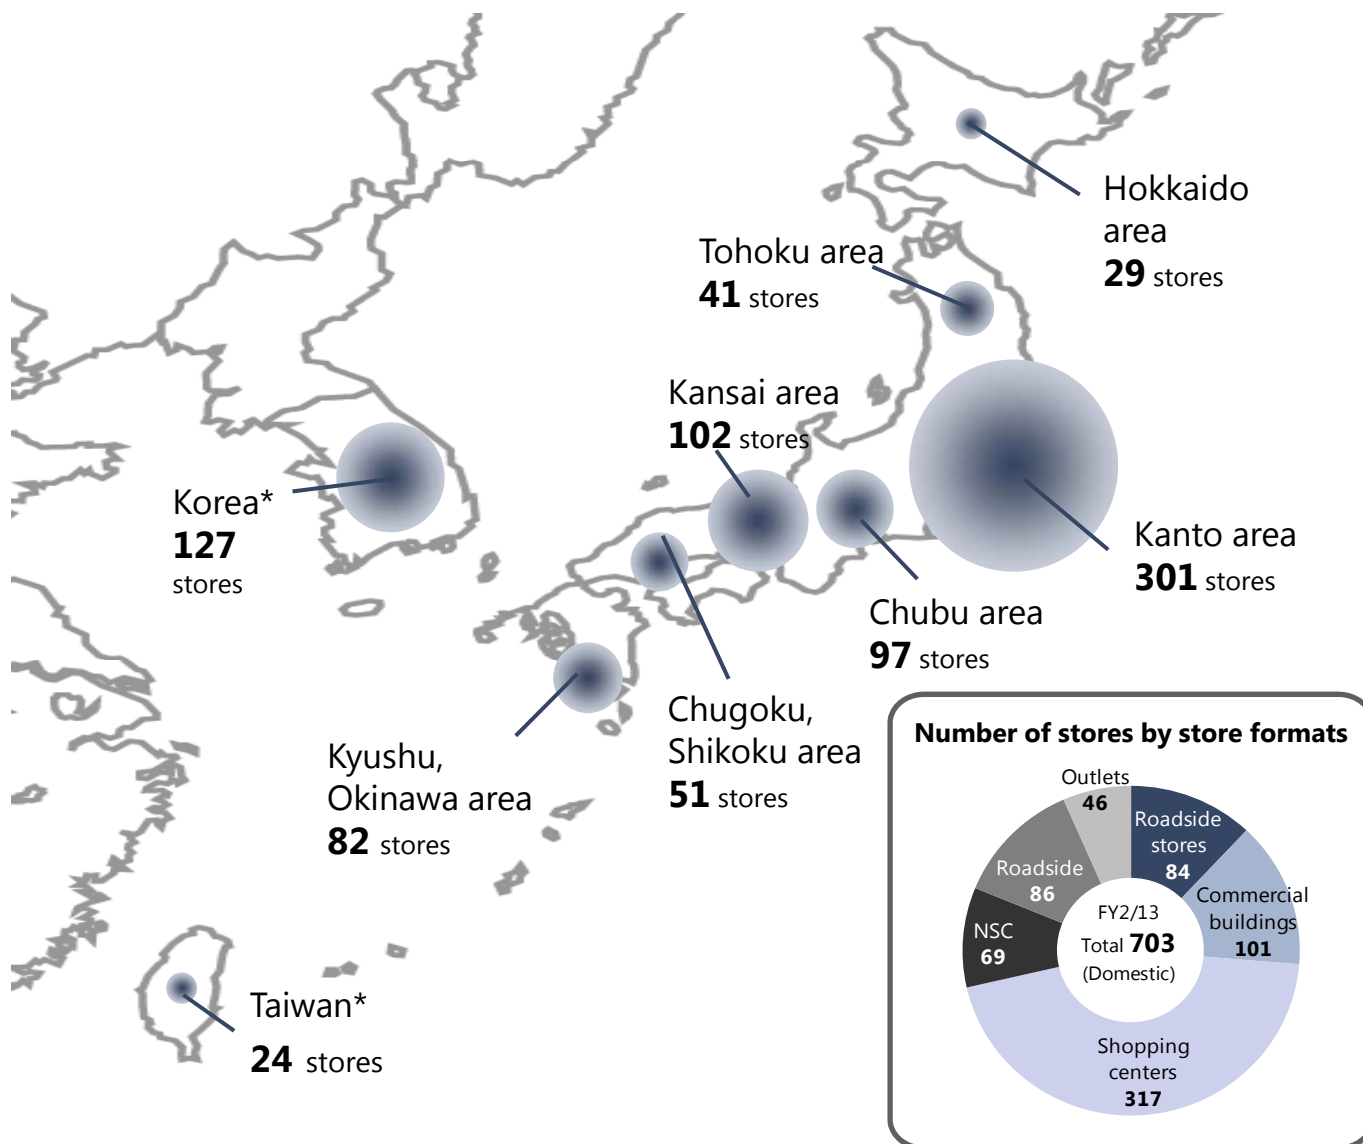 Hokkaido
area
29 stores
Tohoku area
41 stores
Kansai area
102 stores
Korea*
127
stores
Kanto area
301 stores
Chubu area
97 stores
Chugoku,
Shikoku area
51 stores
Kyushu,
Okinawa area
82 stores
Taiwan*
24 stores
Number of stores by store formats
Outlets
46
Roadside
stores
84
Roadside
86
Commercial
buildings
101
NSC
69
FY2/13
Total 703
(Domestic)
Shopping
centers
317